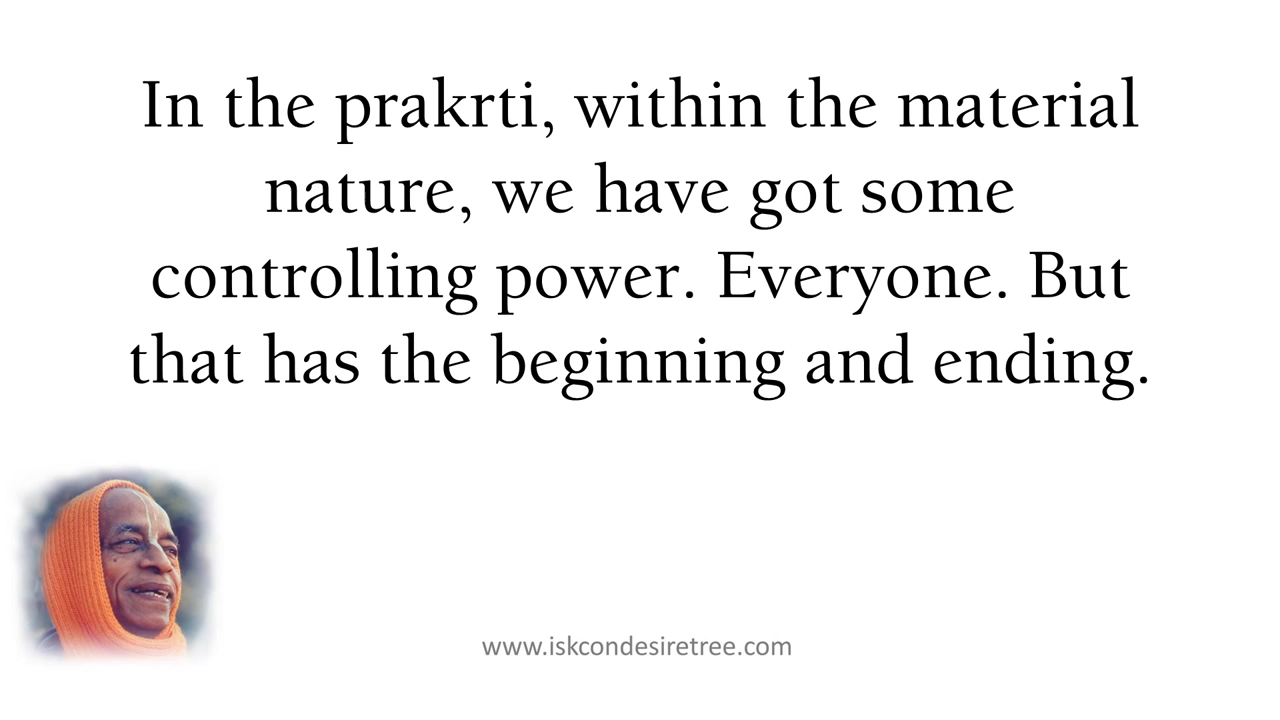 In the prakrti, within the material
nature, we have got some
controlling power. Everyone. But
that has the beginning and ending.
www.iskcondesiretree.com